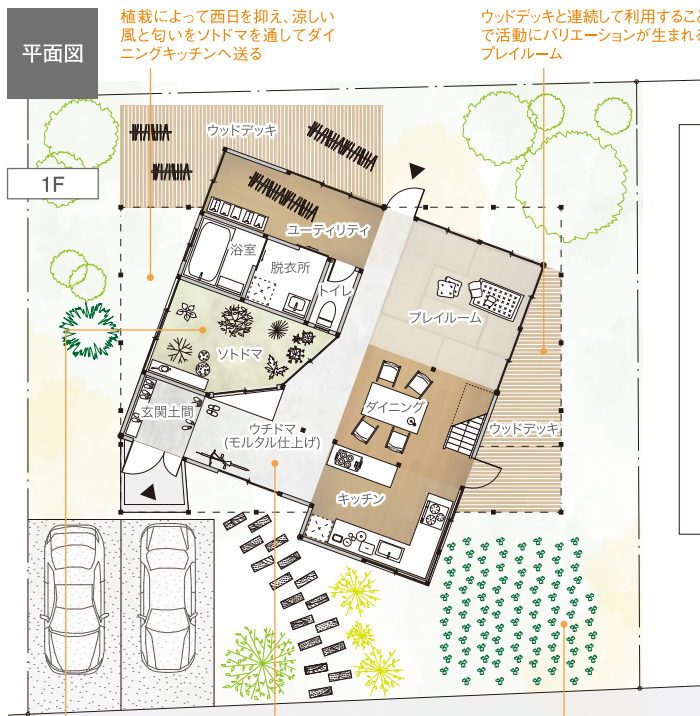 平面図
植栽によって西日を抑え、涼しい
風と匂いをソトドマを通してダイ
ニングキッチンへ送る
ウッドデッキと連続して利用すること
で活動にバリエーションが生まれる
プレイルーム
1F
ウッドデッキ
ユーティリティ
浴室
脱衣所
トイレ
プレイルーム
ソトドマ
玄関土間
ウチドマ
(モルタル仕上げ)
ダイニング
ウッドデッキ
キッチン